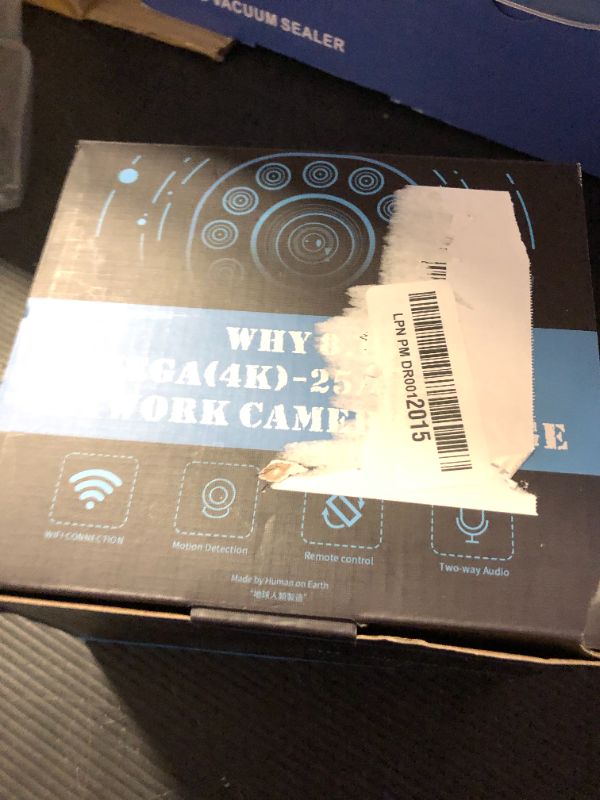 VACUUM SEALER
WHY 8.
GA(4K)-25
WORK CAME
LPN PM DR0012015
WIFI CONNECTION
Motion Detection
Remote control
Two-way Audio
Made by Human on Earth
"地球人類製造"